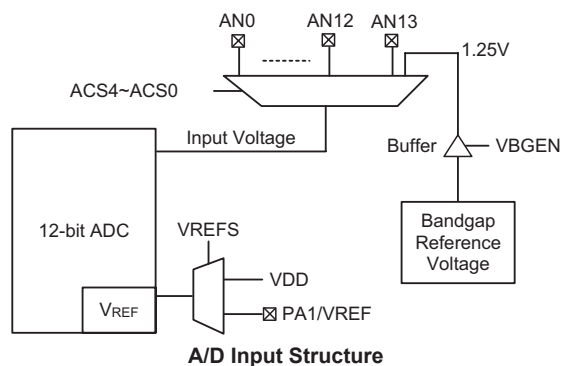 AN0 AN12 AN13
1.25V
ACS4~ACS0
Input Voltage
Buffer VBGEN
12-bit ADC
Bandgap
Reference
Voltage
VREFS
VDD
VREF
PA1/VREF
A/D Input Structure